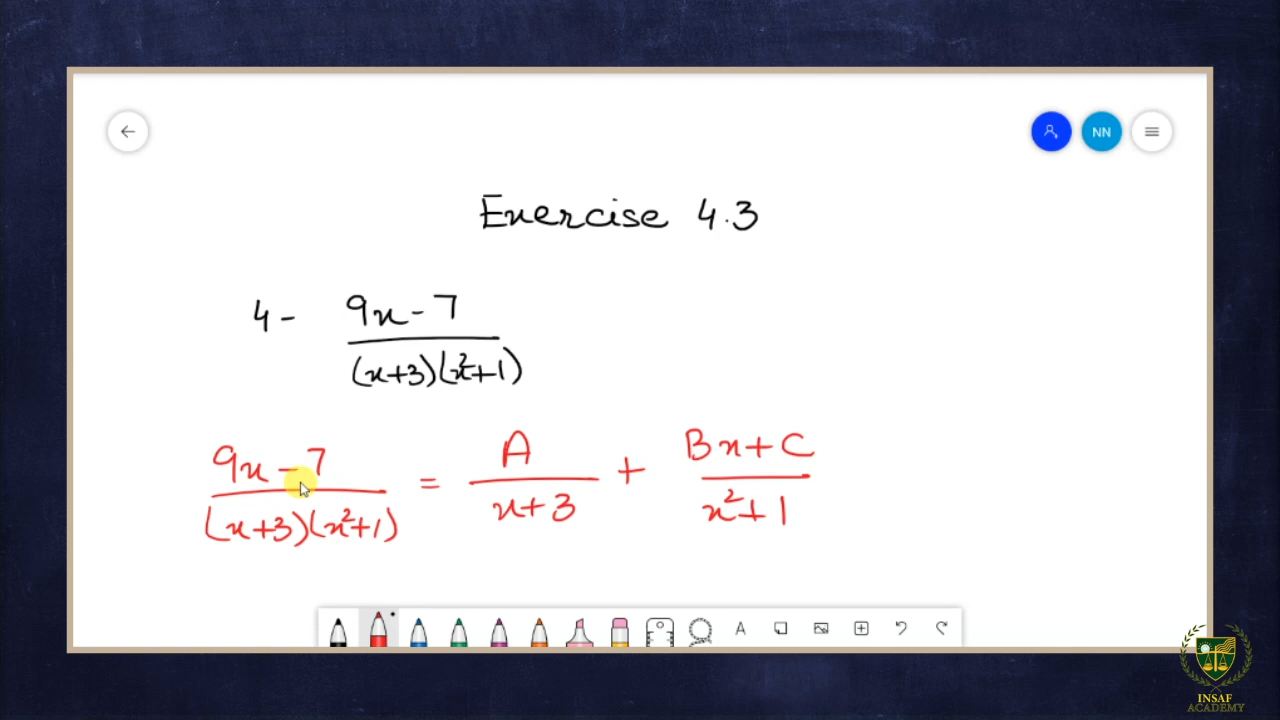 NN
Exercise 4.3
4 - 9x - 7
(x+3)(x²+1)
9x - 7 = A + Bx + C
(x+3)(x²+1) x+3 x²+1
A
INSAF
ACADEMY